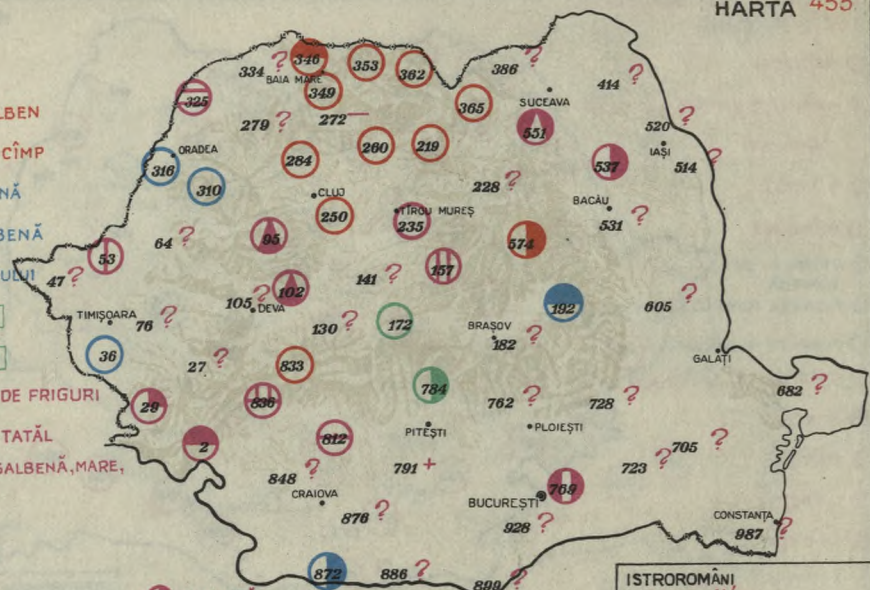 HARTA 455
334 ?
346
353
362
386 ?
BAIA MARE
349
414 ?
325
365
SUCEAVA
LBEN
279 ?
272 —
551
520 ?
CÎMP
ORADEA
284
260
219
537
IAȘI
514 ?
316
310
228 ?
NĂ
CLUJ
BACĂU
250
TÎRGU MUREȘ
235
531 ?
BENĂ
64 ?
95
574
53
157
ULUI
47 ?
141 ?
102
105 ?
DEVA
192
605 ?
TIMIȘOARA
76 ?
130 ?
172
BRAȘOV
182 ?
36
27 ?
833
GALAȚI
784
682 ?
DE FRIGURI
29
836
762 ?
728 ?
TATĂL
2
812
PITEȘTI
PLOIEȘTI
705 ?
GALBENĂ, MARE,
848 ?
791 +
723 ?
CRAIOVA
769
BUCUREȘTI
876 ?
928 ?
CONSTANȚA
987 ?
872
886 ?
899 ?
ISTROROMÂNI